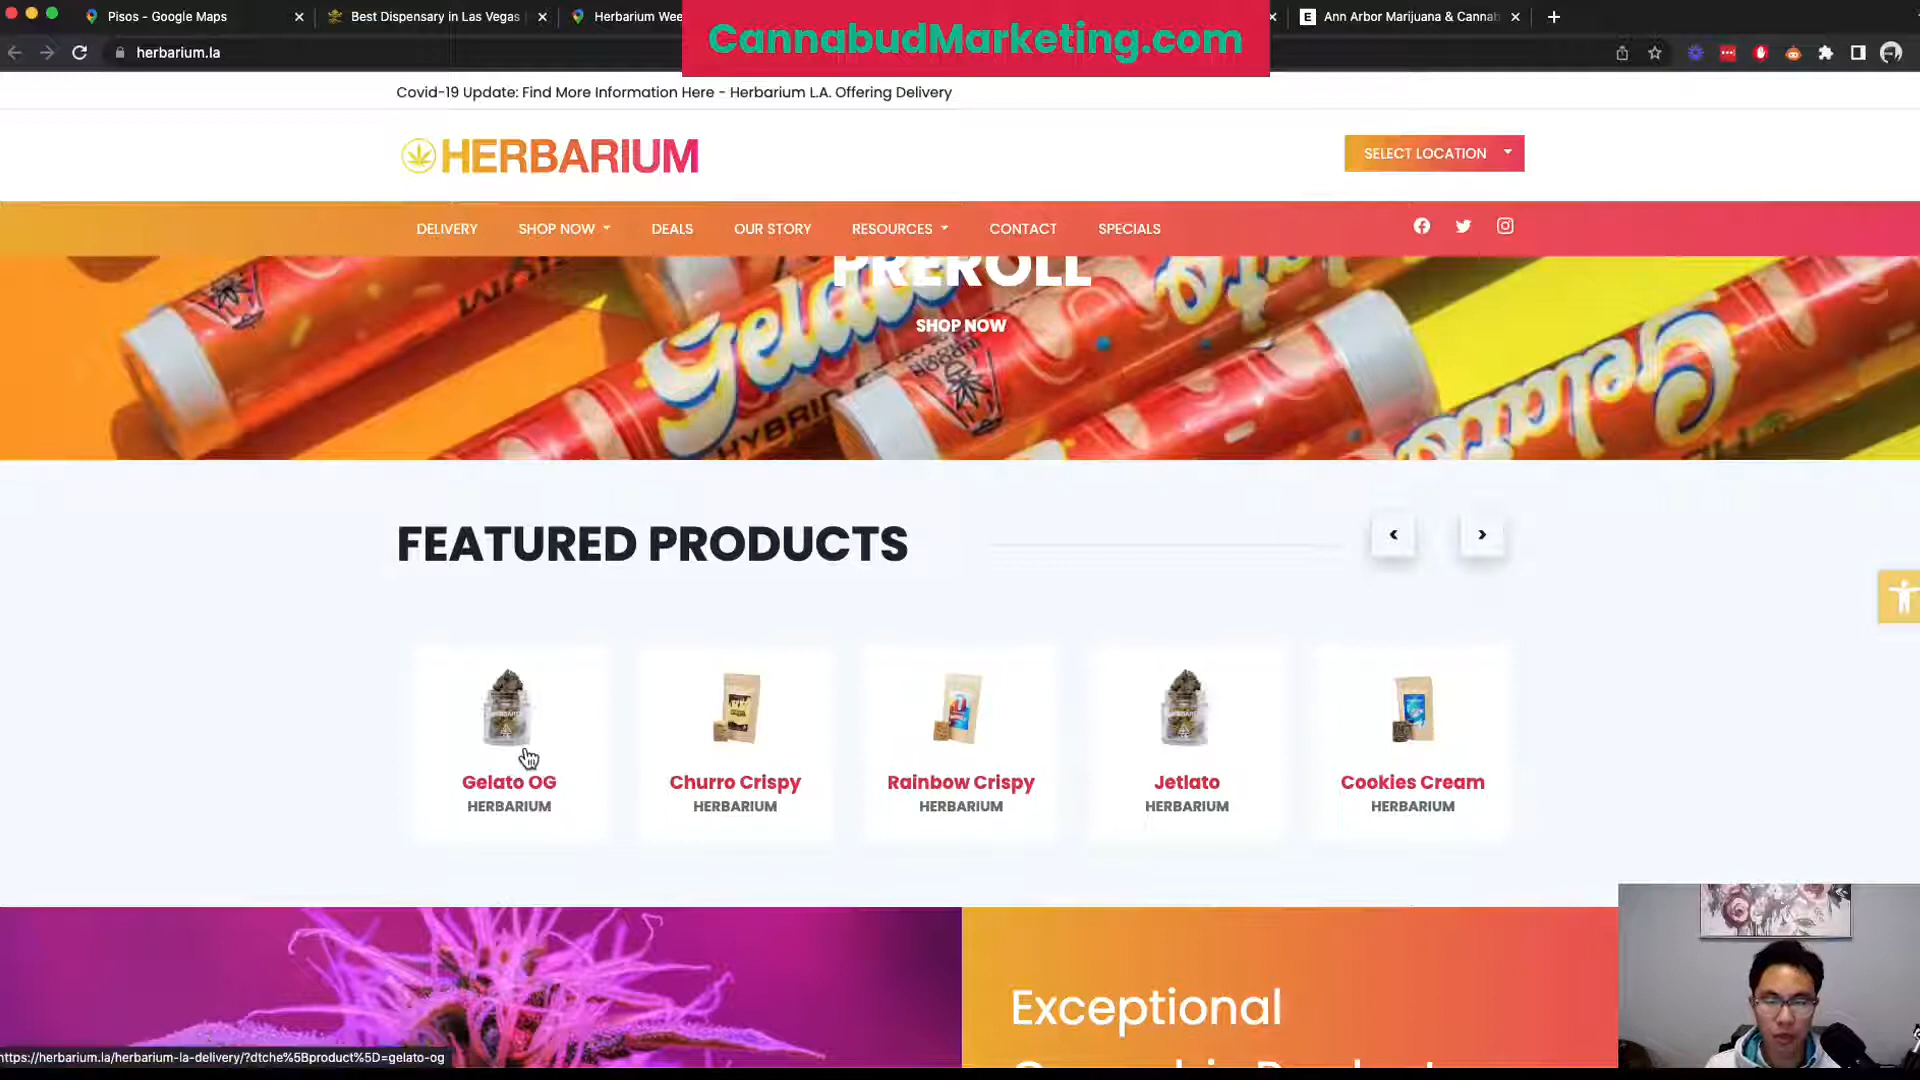 Pisos - Google Maps
Best Dispensary in Las Vegas
Herbarium Wee
Ann Arbor Marijuana & Cannab
CannabudMarketing.com
herbarium.la
Covid-19 Update: Find More Information Here - Herbarium L.A. Offering Delivery
HERBARIUM
SELECT LOCATION
DELIVERY SHOP NOW DEALS OUR STORY RESOURCES CONTACT SPECIALS
PREROLL
SHOP NOW
Gelato
HYBRID
Gelato
FEATURED PRODUCTS
Gelato OG
HERBARIUM
Churro Crispy
HERBARIUM
Rainbow Crispy
HERBARIUM
Jetlato
HERBARIUM
Cookies Cream
HERBARIUM
Exceptional
https://herbarium.la/herbarium-la-delivery/?dtche%5Bproduct%5D=gelato-og